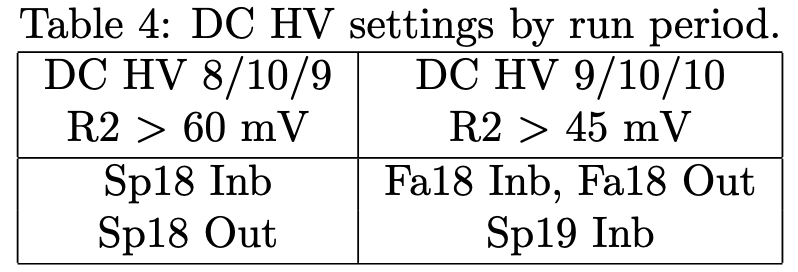 Table 4: DC HV settings by run period.
DC HV 8/10/9 DC HV 9/10/10
R2 > 60 mV R2 > 45 mV
Sp18 Inb Fa18 Inb, Fa18 Out
Sp18 Out Sp19 Inb